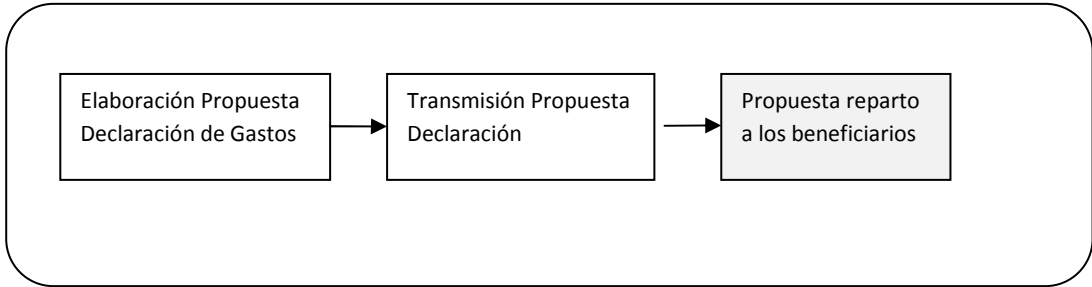 Elaboración Propuesta
Declaración de Gastos
Transmisión Propuesta
Declaración
Propuesta reparto
a los beneficiarios